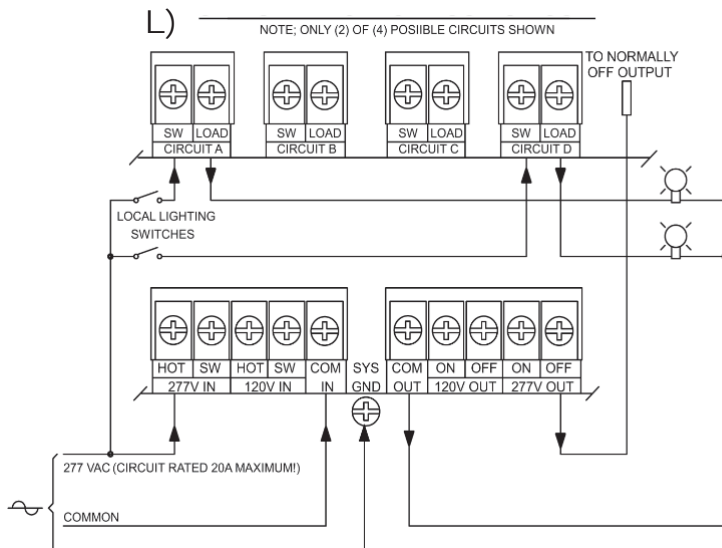 L)
NOTE; ONLY (2) OF (4) POSIIBLE CIRCUITS SHOWN
TO NORMALLY
OFF OUTPUT
SW LOAD SW LOAD SW LOAD SW LOAD
CIRCUIT A CIRCUIT B CIRCUIT C CIRCUIT D
LOCAL LIGHTING
SWITCHES
HOT SW HOT SW COM SYS COM ON OFF ON OFF
277V IN 120V IN IN GND OUT 120V OUT 277V OUT
277 VAC (CIRCUIT RATED 20A MAXIMUM!)
COMMON